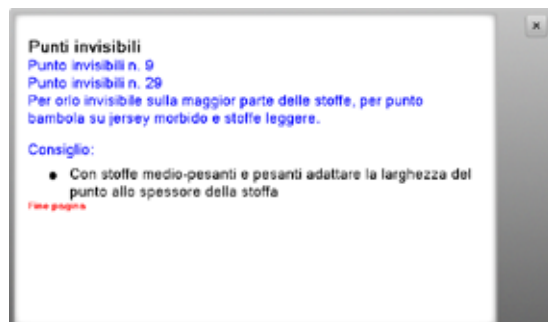 Punti invisibili
Punto invisibili n. 9
Punto invisibili n. 29
Per orlo invisibile sulla maggior parte delle stoffe, per punto
bambola su jersey morbido e stoffe leggere.
Consiglio:
● Con stoffe medio-pesanti e pesanti adattare la larghezza del
punto allo spessore della stoffa
Fine pagina